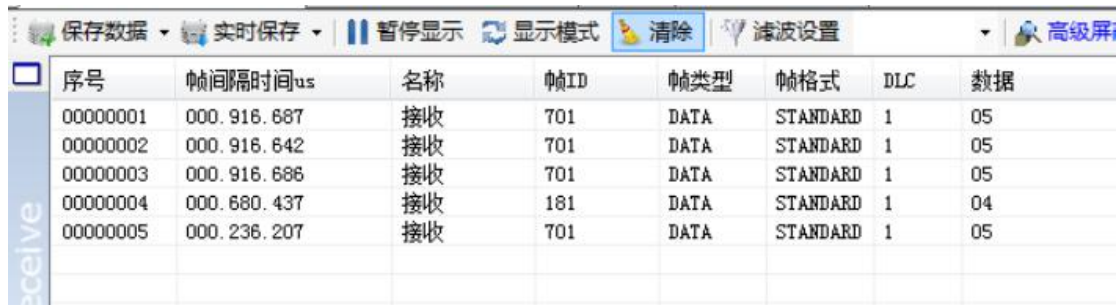 保存数据 实时保存 暂停显示 显示模式 清除 滤波设置 高级屏
序号 帧间隔时间us 名称 帧ID 帧类型 帧格式 DLC 数据
00000001 000.916.687 接收 701 DATA STANDARD 1 05
00000002 000.916.642 接收 701 DATA STANDARD 1 05
00000003 000.916.686 接收 701 DATA STANDARD 1 05
00000004 000.680.437 接收 181 DATA STANDARD 1 04
00000005 000.236.207 接收 701 DATA STANDARD 1 05
eceive